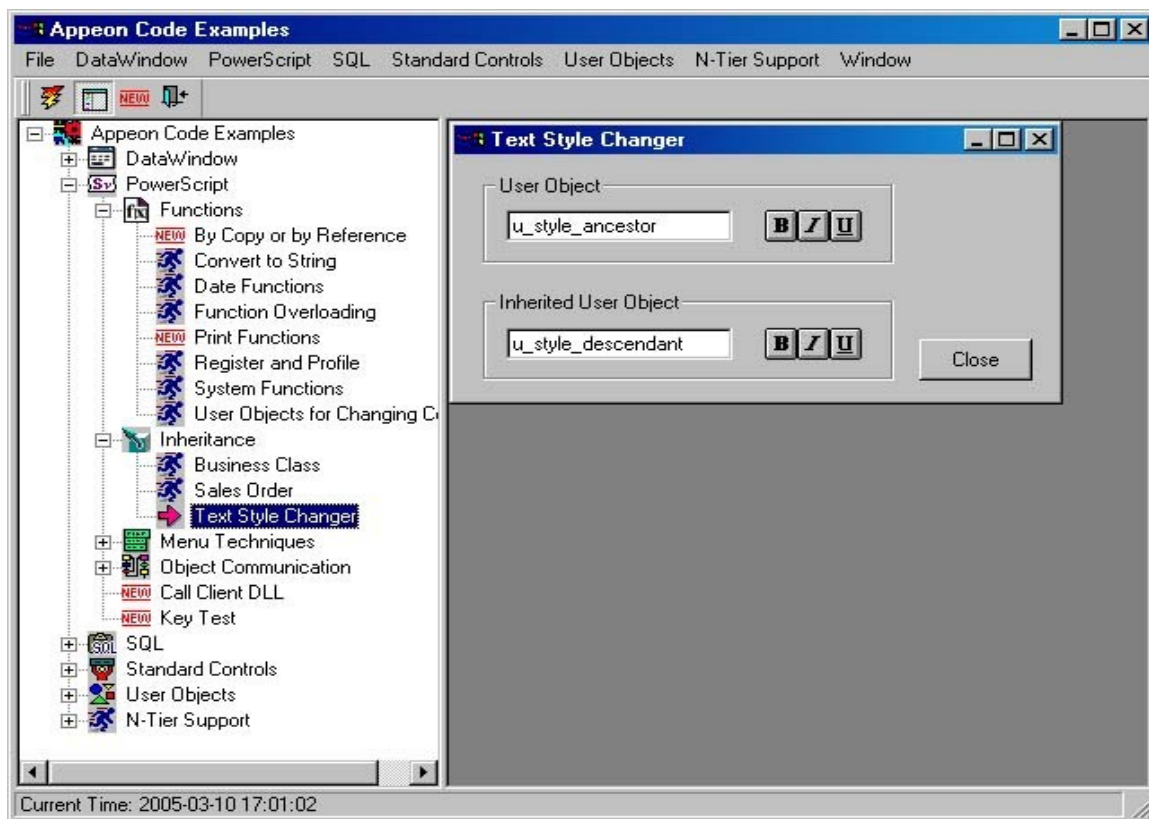 Appeon Code Examples
File DataWindow PowerScript SQL Standard Controls User Objects N-Tier Support Window
NEW
Appeon Code Examples
DataWindow
PowerScript
Functions
NEW By Copy or by Reference
Convert to String
Date Functions
Function Overloading
NEW Print Functions
Register and Profile
System Functions
User Objects for Changing C
Inheritance
Business Class
Sales Order
Text Style Changer
Menu Techniques
Object Communication
NEW Call Client DLL
NEW Key Test
SQL
Standard Controls
User Objects
N-Tier Support
Text Style Changer
User Object
u_style_ancestor B I U
Inherited User Object
u_style_descendant B I U
Close
Current Time: 2005-03-10 17:01:02